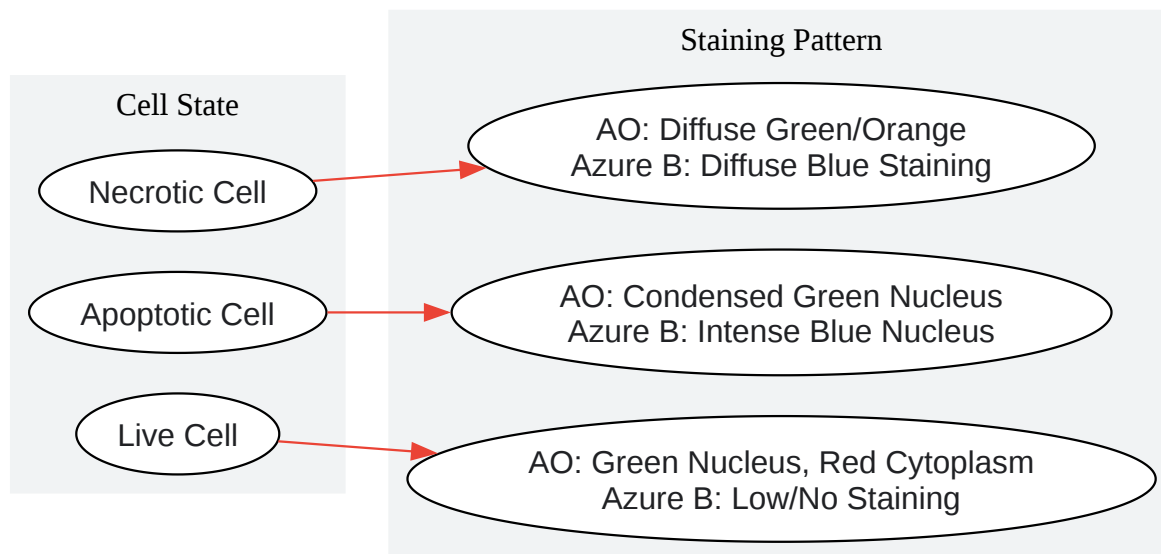 Cell State
Necrotic Cell
Apoptotic Cell
Live Cell
Staining Pattern
AO: Diffuse Green/Orange
Azure B: Diffuse Blue Staining
AO: Condensed Green Nucleus
Azure B: Intense Blue Nucleus
AO: Green Nucleus, Red Cytoplasm
Azure B: Low/No Staining